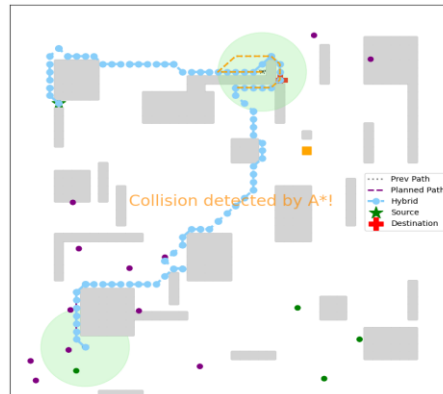 Prev Path
Planned Path
Hybrid
Source
Destination
Collision detected by A*!